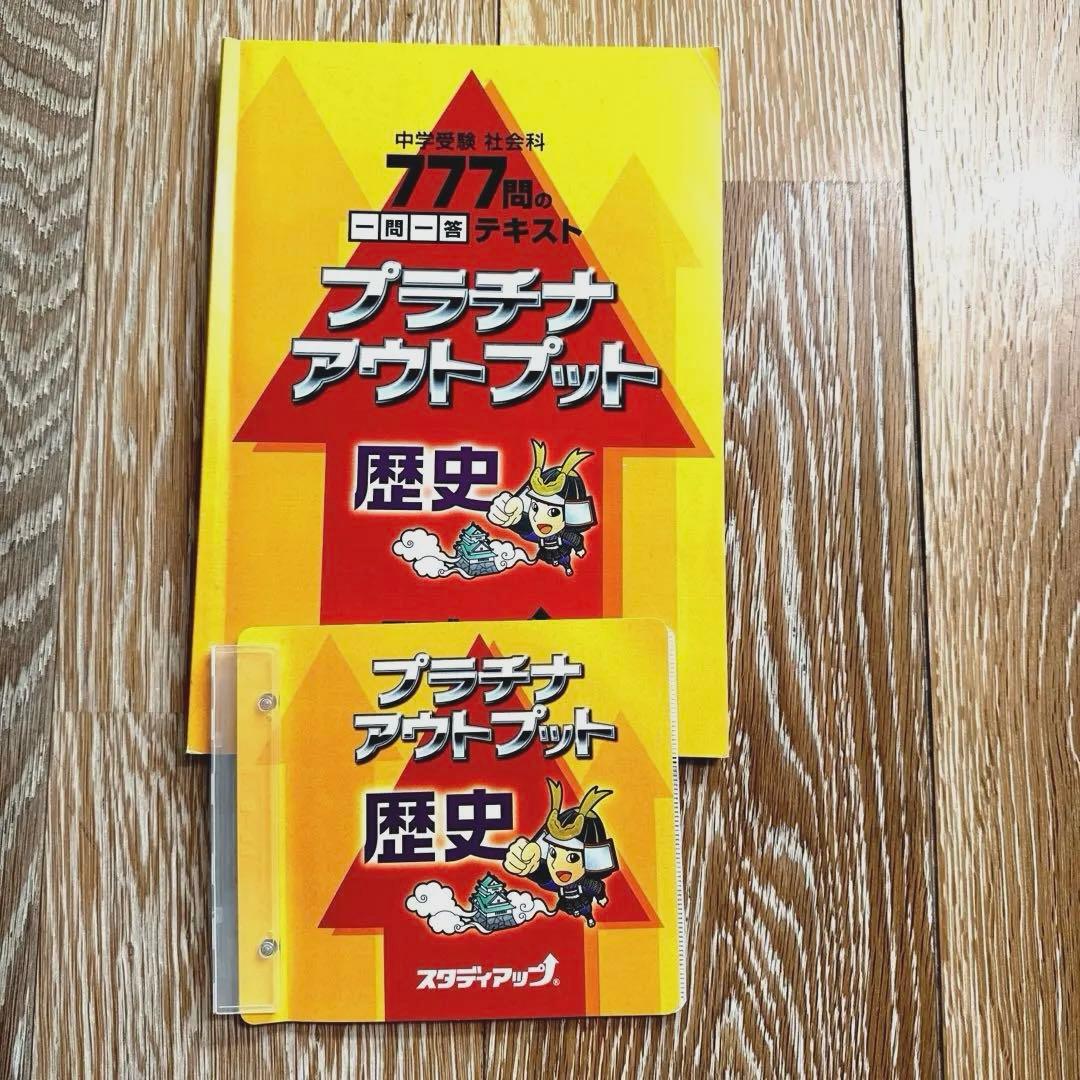 中学受験 社会科
777問の
一問一答 テキスト
プラチナ
アウトプット
歴史
プラチナ
アウトプット
歴史
スタディアップ®